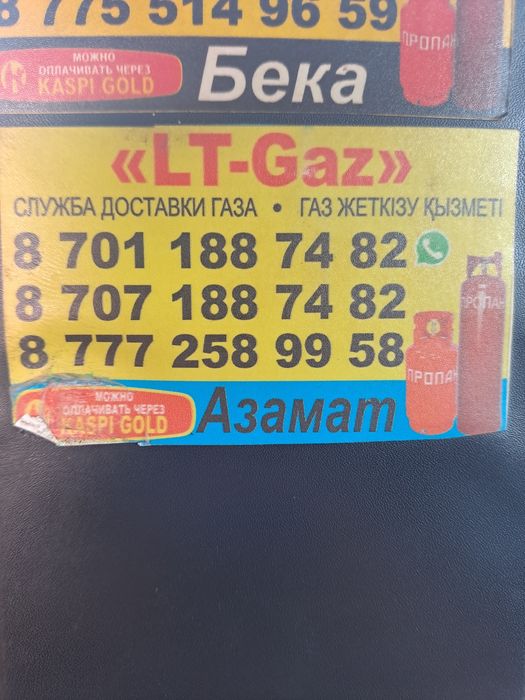 8 775 514 96 59
ПРОПАН
МОЖНО
ОПЛАЧИВАТЬ ЧЕРЕЗ
KASPI GOLD
Бека
«LT-Gaz»
СЛУЖБА ДОСТАВКИ ГАЗА • ГАЗ ЖЕТКІЗУ ҚЫЗМЕТІ
8 701 188 74 82
8 707 188 74 82
ПРОПАН
8 777 258 99 58
ПРОПАН
МОЖНО
ОПЛАЧИВАТЬ ЧЕРЕЗ
KASPI GOLD
Азамат